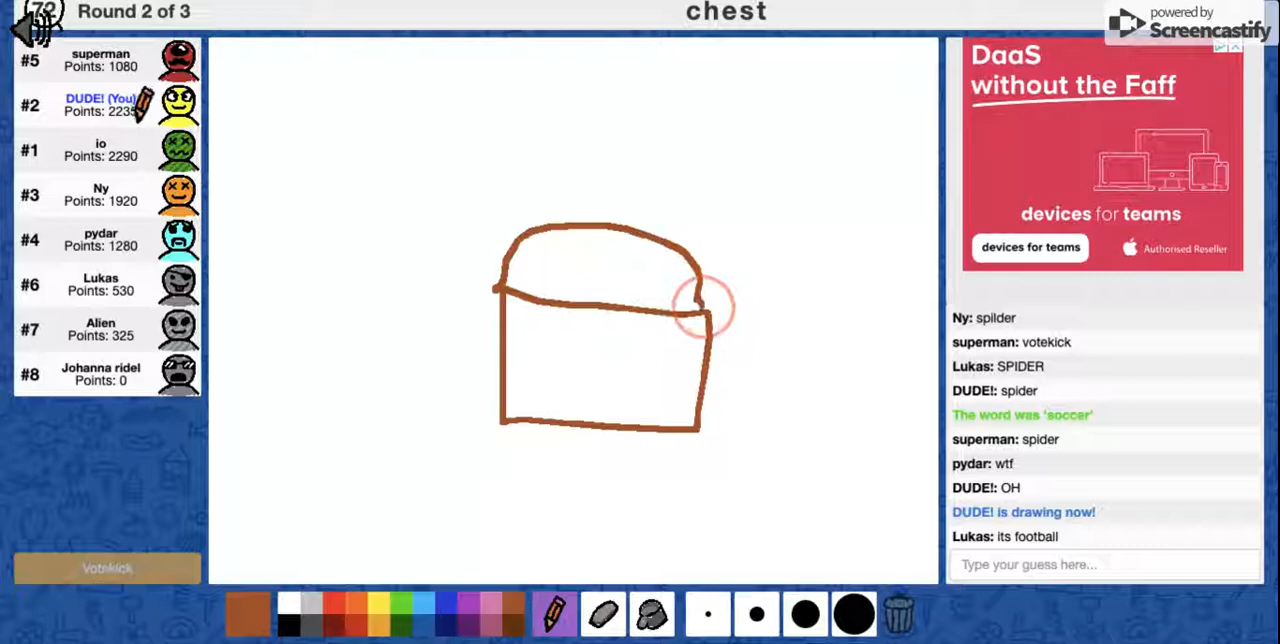 72
Round 2 of 3
chest
powered by
Screencastify
#5
superman
Points: 1080
#2
DUDE! (You)
Points: 2235
#1
io
Points: 2290
#3
Ny
Points: 1920
#4
pydar
Points: 1280
#6
Lukas
Points: 530
#7
Alien
Points: 325
#8
Johanna ridel
Points: 0
Votekick
DaaS
without the Faff
devices for teams
devices for teams
Authorised Reseller
Ny: spilder
superman: votekick
Lukas: SPIDER
DUDE!: spider
The word was 'soccer'
superman: spider
pydar: wtf
DUDE!: OH
DUDE! is drawing now!
Lukas: its football
Type your guess here...